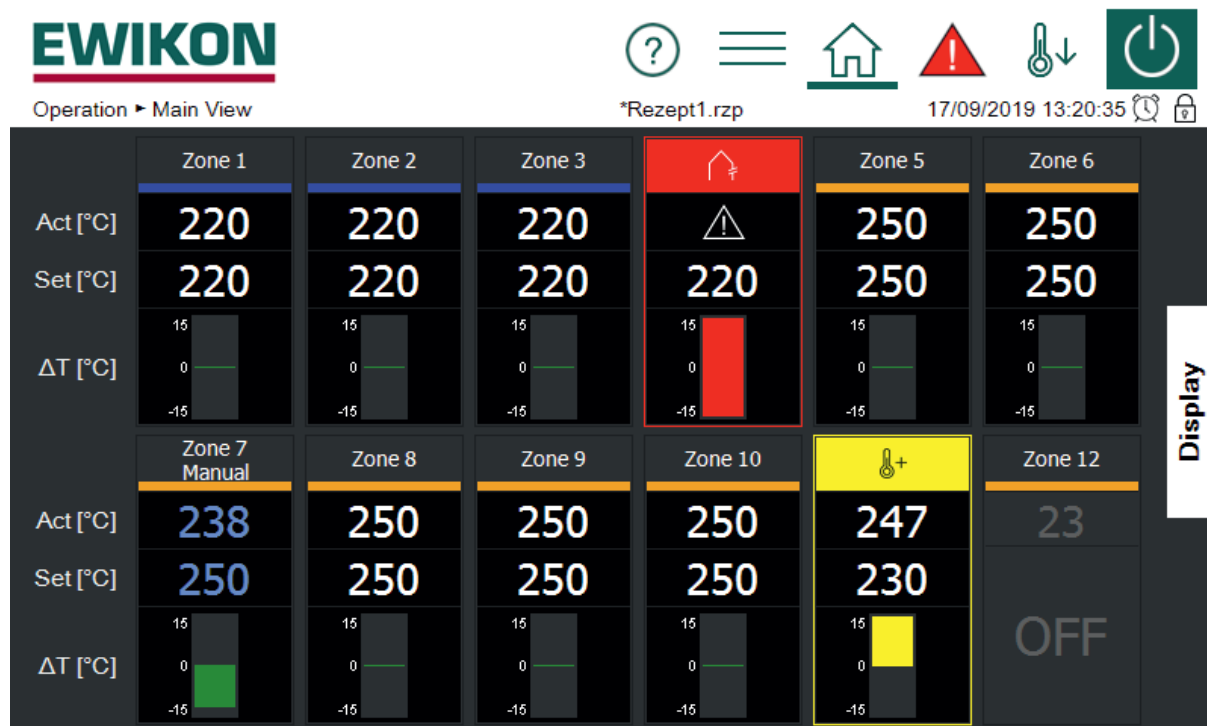 EWIKON
?
!
Operation ► Main View
*Rezept1.rzp
17/09/2019 13:20:35
Zone 1 Zone 2 Zone 3 Zone 5 Zone 6
Act [°C] 220 220 220 250 250
Set [°C] 220 220 220 220 250 250
15 15 15 15 15 15
ΔT [°C] 0 0 0 0 0 0
-15 -15 -15 -15 -15 -15
Display
Zone 7 Zone 8 Zone 9 Zone 10 Zone 12
Manual
Act [°C] 238 250 250 250 247 23
Set [°C] 250 250 250 250 230
OFF
15 15 15 15 15
ΔT [°C] 0 0 0 0 0
-15 -15 -15 -15 -15